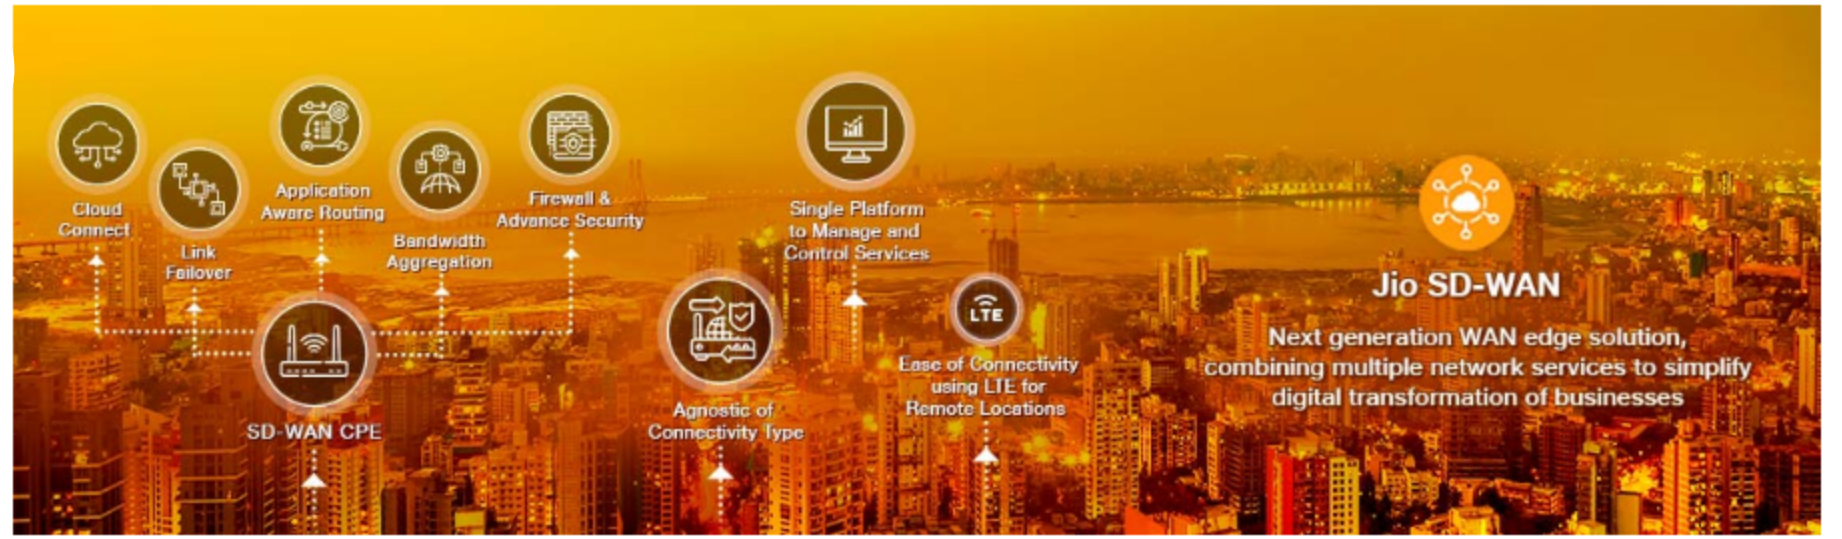 Cloud
Connect
Link
Failover
Application
Aware Routing
Bandwidth
Aggregation
Firewall &
Advance Security
SD-WAN CPE
Single Platform
to Manage and
Control Services
Agnostic of
Connectivity Type
LTE
Ease of Connectivity
using LTE for
Remote Locations
Jio SD-WAN
Next generation WAN edge solution,
combining multiple network services to simplify
digital transformation of businesses